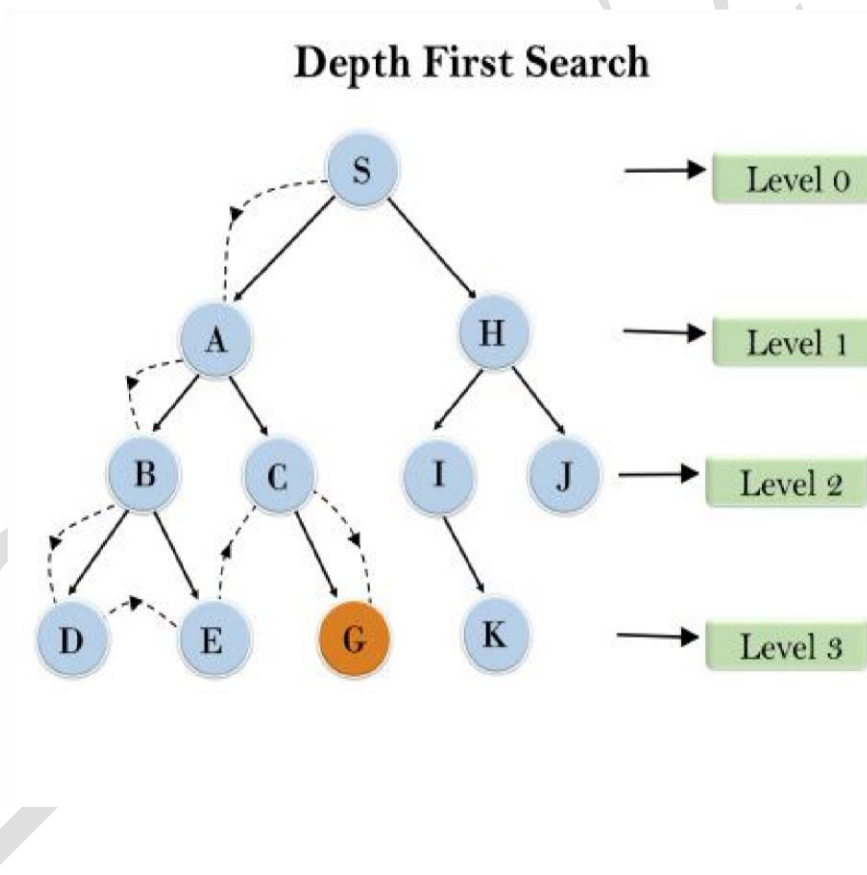 Depth First Search
S
Level 0
A
H
Level 1
B
C
I
J
Level 2
D
E
G
K
Level 3